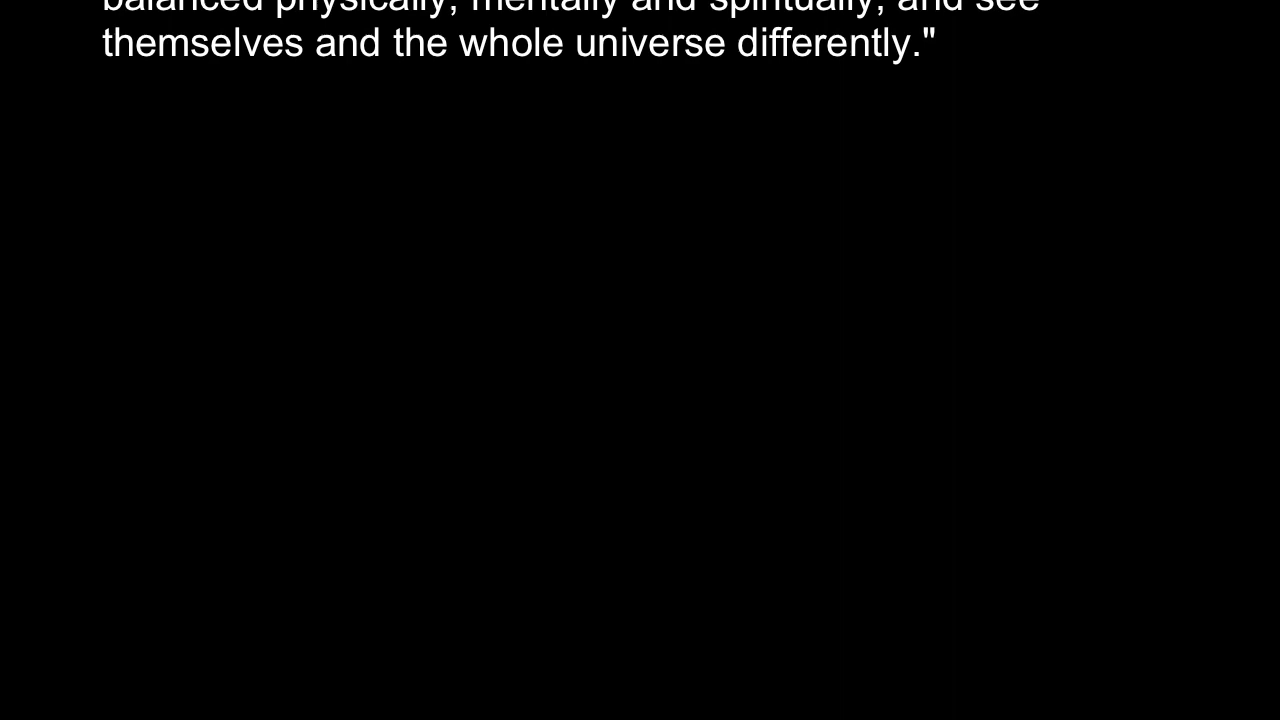 balanced physically, mentally and spiritually, and see
themselves and the whole universe differently."